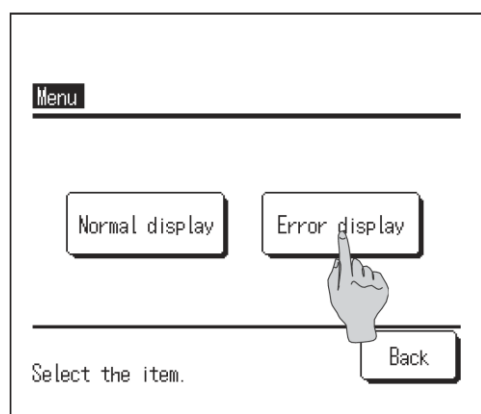 Menu
Normal display
Error display
Back
Select the item.